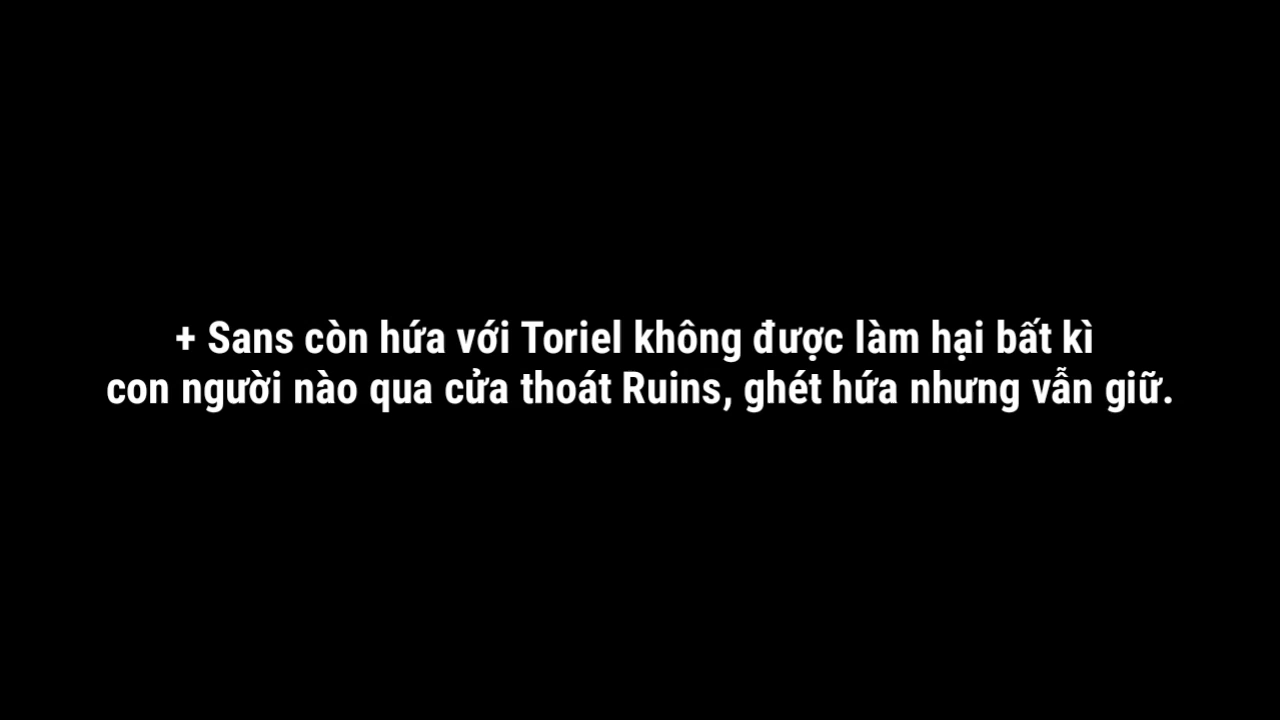 + Sans còn hứa với Toriel không được làm hại bất kì
con người nào qua cửa thoát Ruins, ghét hứa nhưng vẫn giữ.